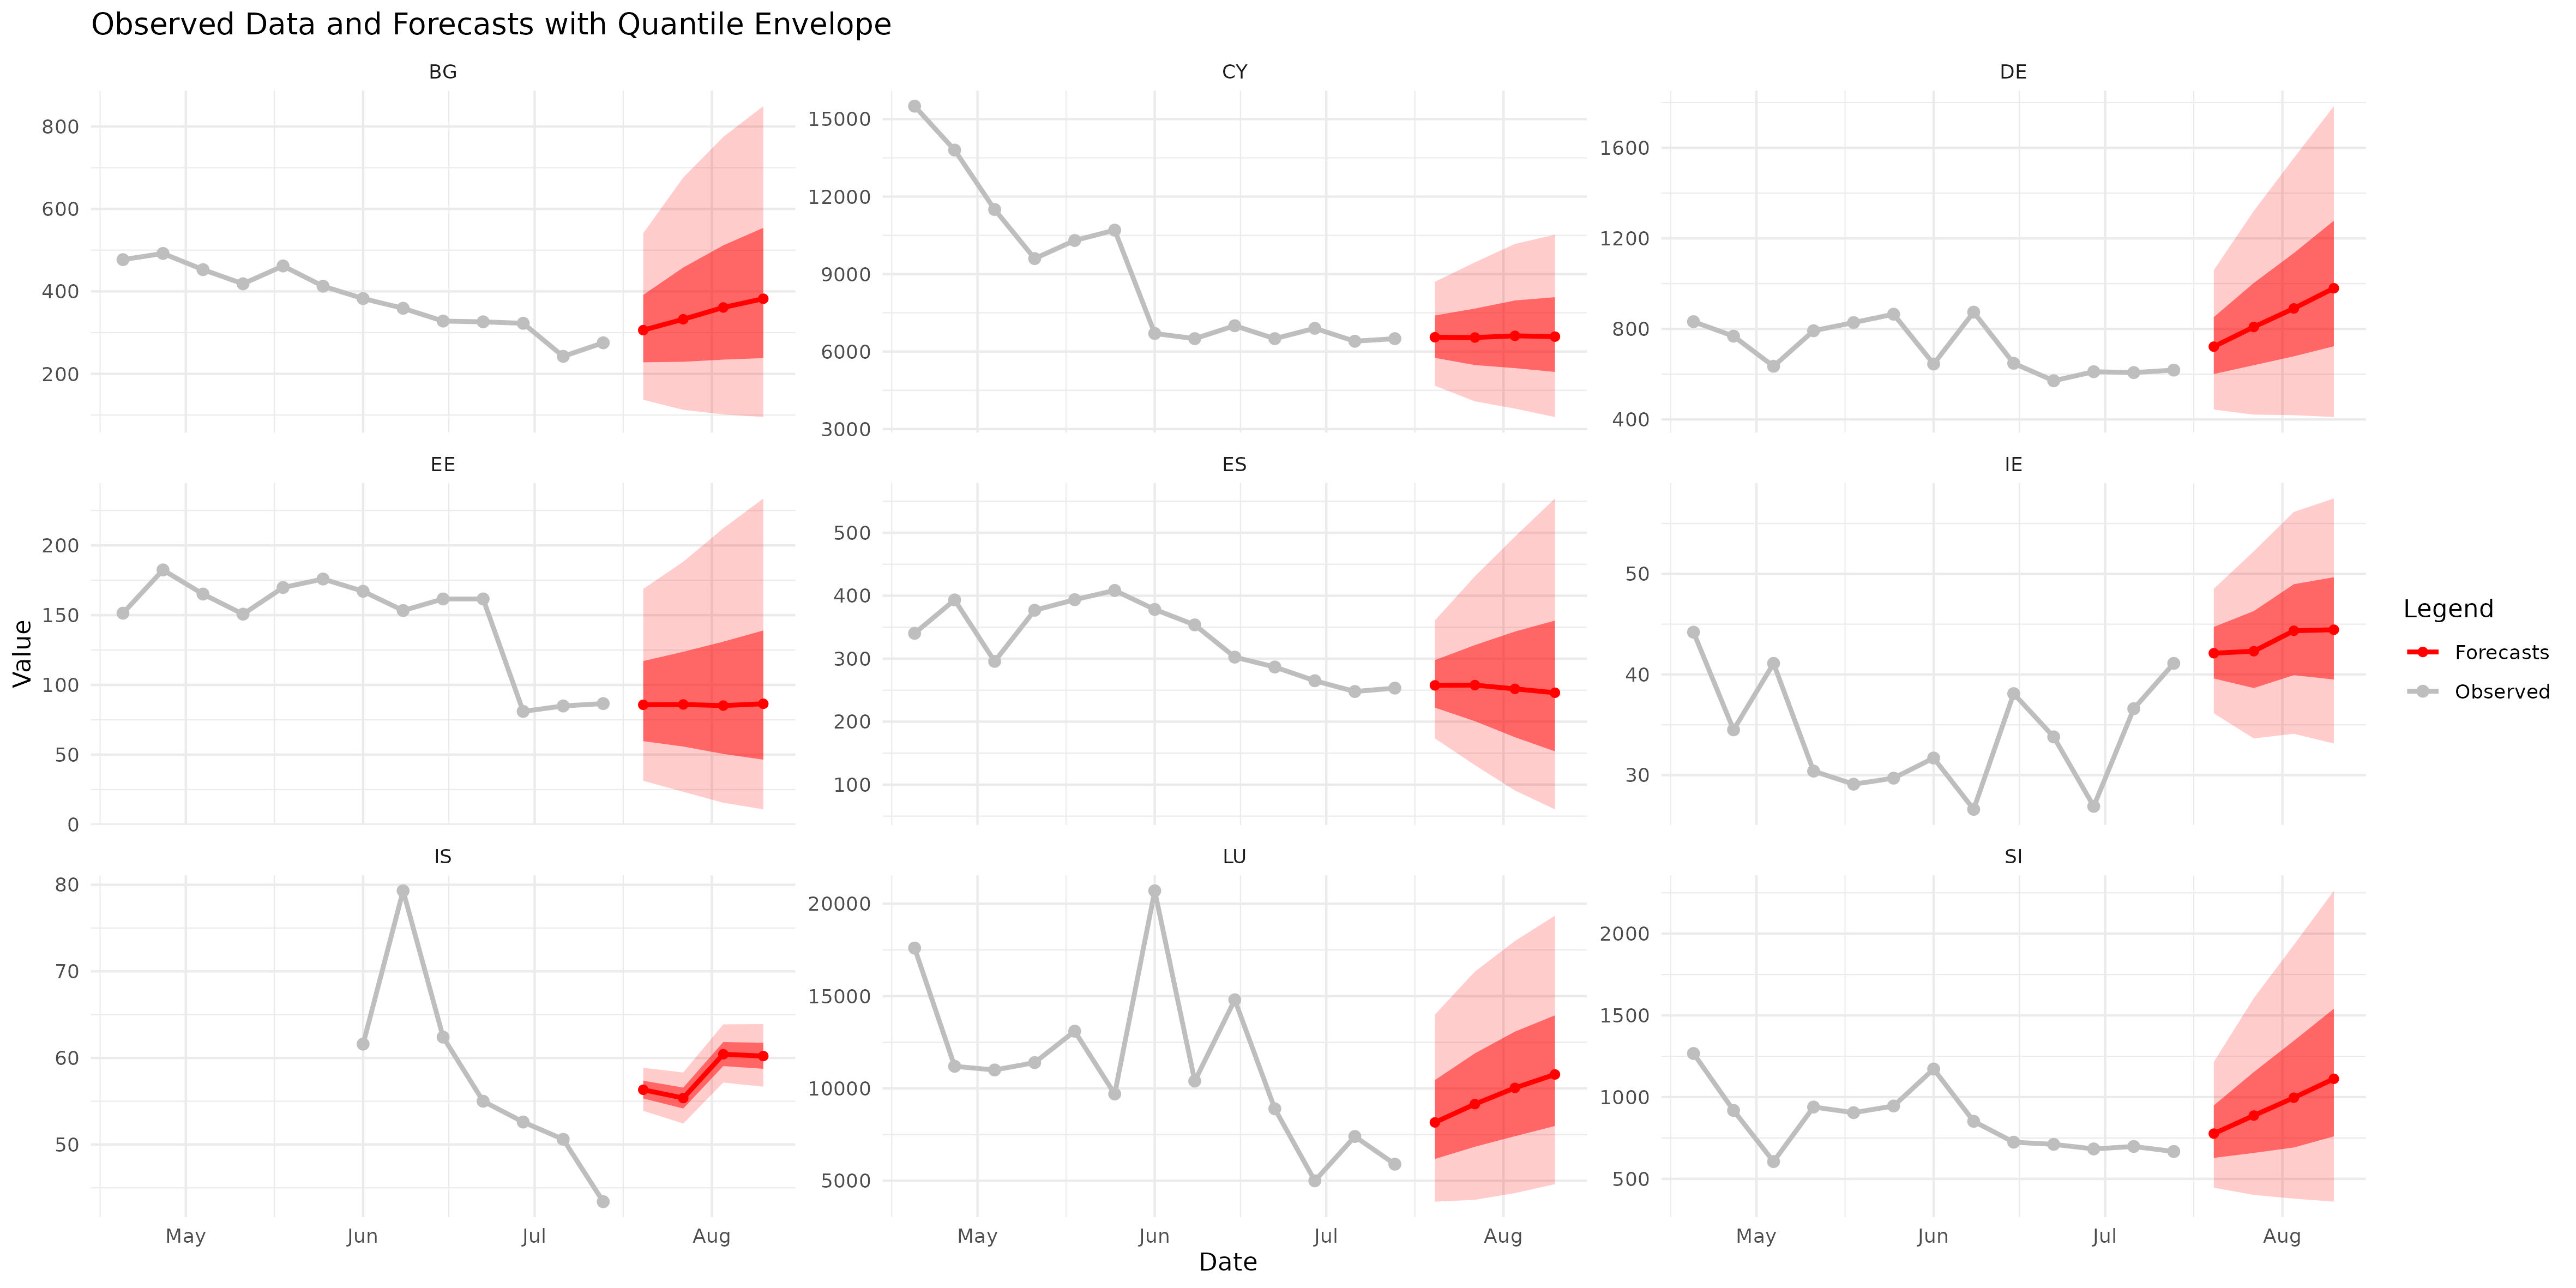 Observed Data and Forecasts with Quantile Envelope
BG
CY
DE
800
600
400
200
15000
12000
9000
6000
3000
1600
1200
800
400
EE
ES
IE
200
150
100
50
0
500
400
300
200
100
50
40
30
IS
LU
SI
80
70
60
50
20000
15000
10000
5000
2000
1500
1000
500
May Jun Jul Aug
May Jun Jul Aug
May Jun Jul Aug
Value
Date
Legend
Forecasts
Observed